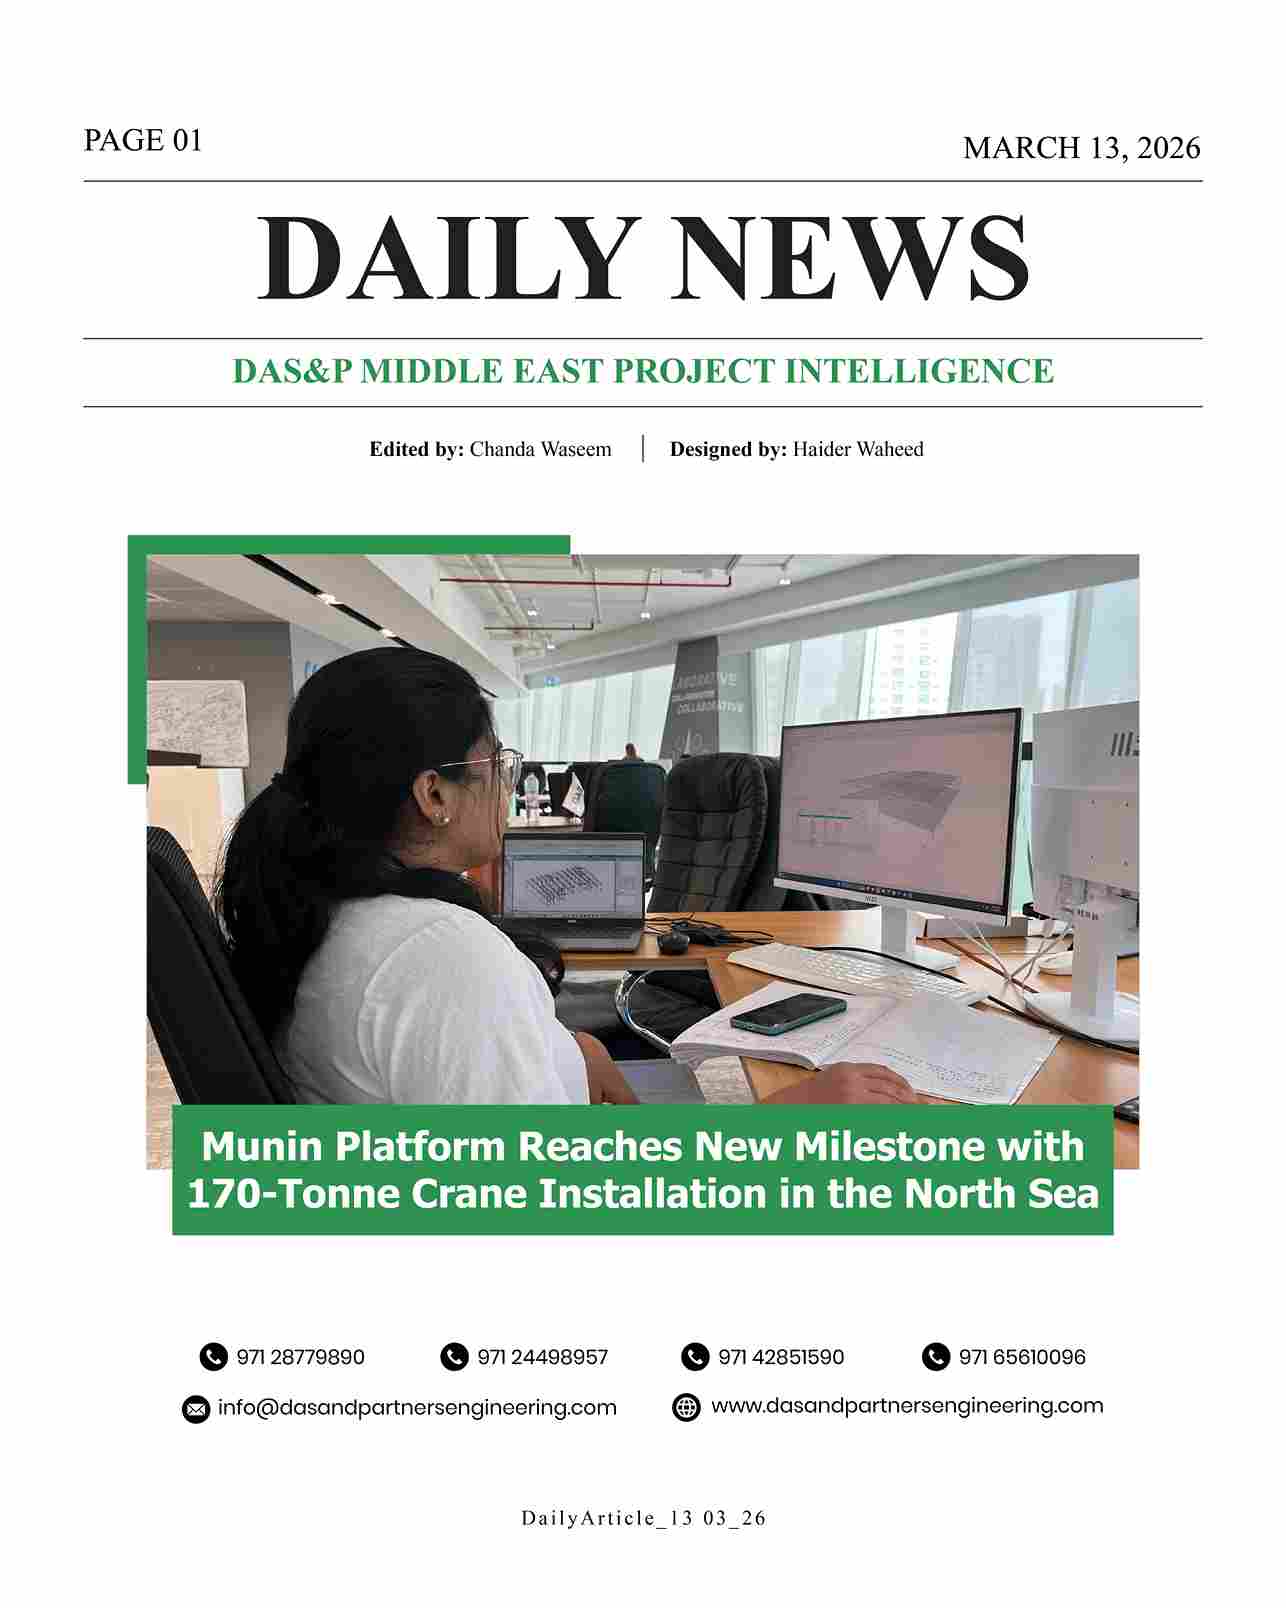 PAGE 01
MARCH 13, 2026
DAILY NEWS
DAS&P MIDDLE EAST PROJECT INTELLIGENCE
Edited by: Chanda Waseem | Designed by: Haider Waheed
COLLABORATIVE
Munin Platform Reaches New Milestone with
170-Tonne Crane Installation in the North Sea
971 28779890
971 24498957
971 42851590
971 65610096
info@dasandpartnersengineering.com
www.dasandpartnersengineering.com
DailyArticle_13 03_26